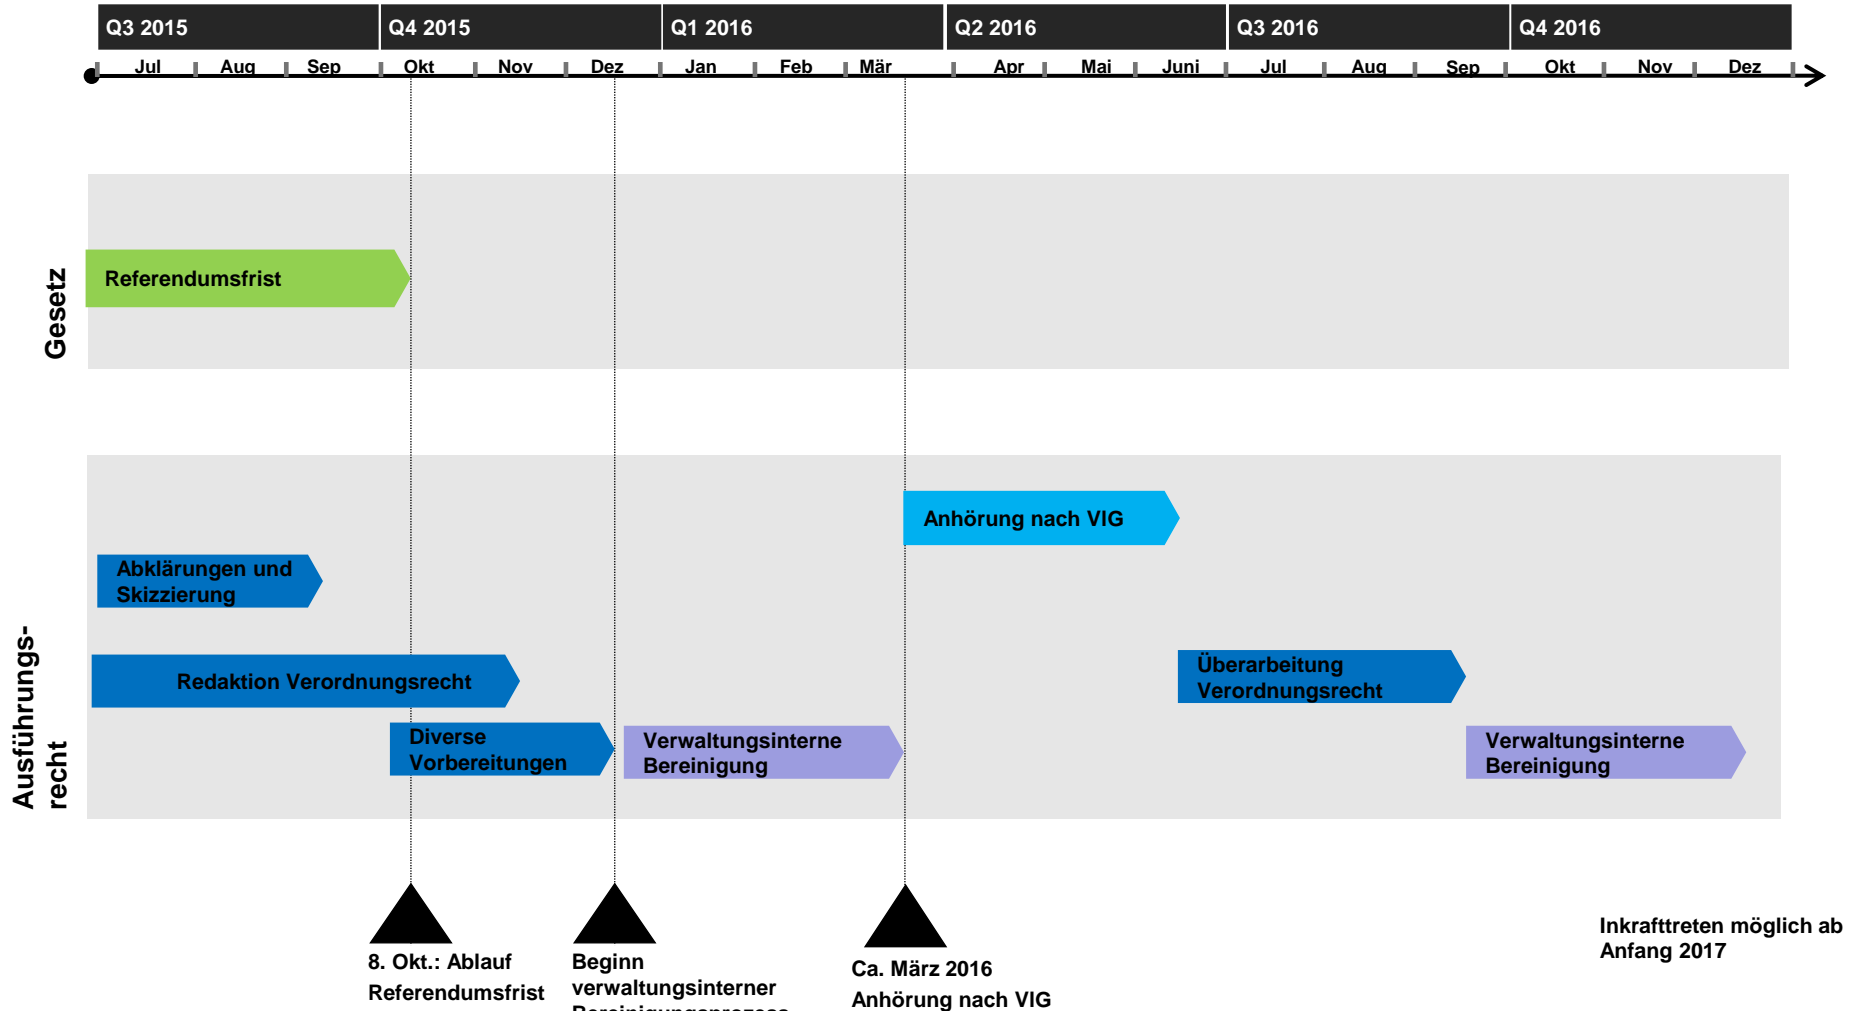 Q3 2015
Q4 2015
Q1 2016
Q2 2016
Q3 2016
Q4 2016
Jul
Aug
Sep
Okt
Nov
Dez
Jan
Feb
Mär
Apr
Mai
Juni
Jul
Aug
Sep
Okt
Nov
Dez
Gesetz
Referendumsfrist
Ausführungs-
recht
Anhörung nach VIG
Abklärungen und
Skizzierung
Redaktion Verordnungsrecht
Überarbeitung
Verordnungsrecht
Diverse
Vorbereitungen
Verwaltungsinterne
Bereinigung
Verwaltungsinterne
Bereinigung
8. Okt.: Ablauf
Referendumsfrist
Beginn
verwaltungsinterner
Bereinigungsprozess
Ca. März 2016
Anhörung nach VIG
Inkrafttreten möglich ab
Anfang 2017